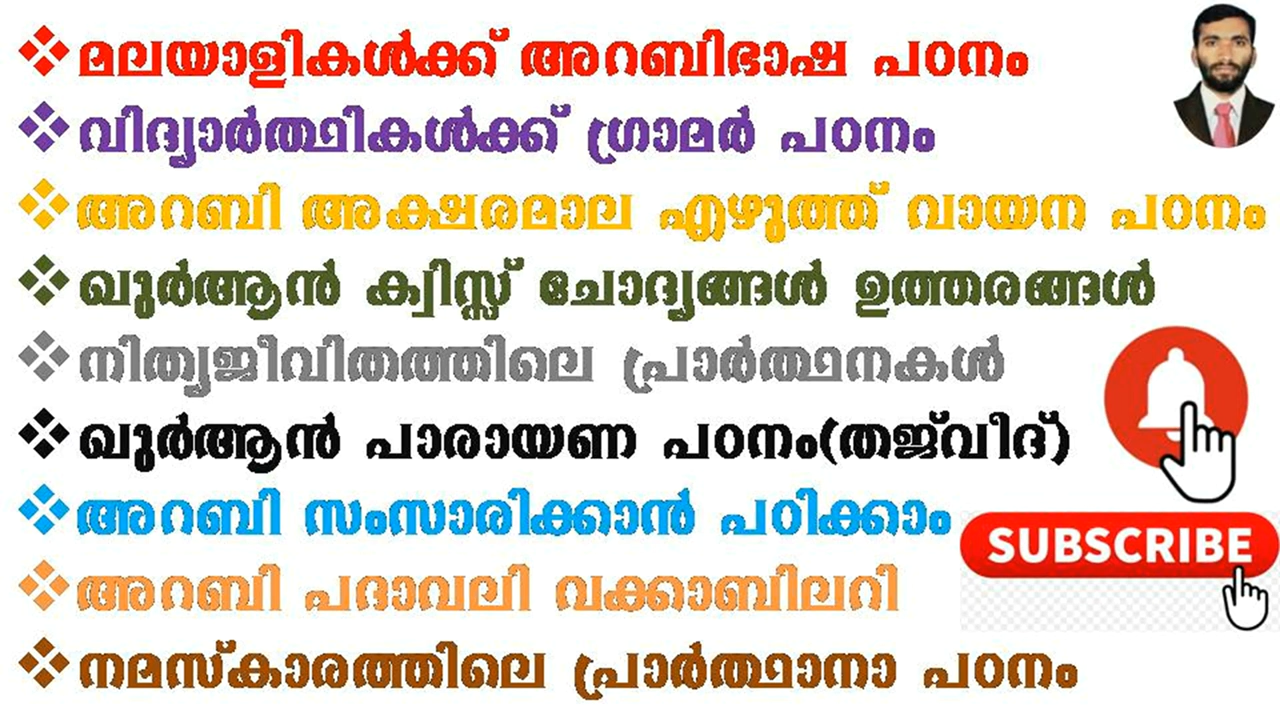 ❖മലയാളികൾക്ക് അറബിഭാഷ പഠനം
❖വിദ്യാർത്ഥികൾക്ക് ഗ്രാമർ പഠനം
❖അറബി അക്ഷരമാല എഴുത്ത് വായന പഠനം
❖ഖുർആൻ ക്വിസ്സ് ചോദ്യങ്ങൾ ഉത്തരങ്ങൾ
❖നിത്യജീവിതത്തിലെ പ്രാർത്ഥനകൾ
❖ഖുർആൻ പാരായണ പഠനം(തജ്‌വീദ്)
❖അറബി സംസാരിക്കാൻ പഠിക്കാം
SUBSCRIBE
❖അറബി പദാവലി വക്കാബിലറി
❖നമസ്കാരത്തിലെ പ്രാർത്ഥാനാ പഠനം